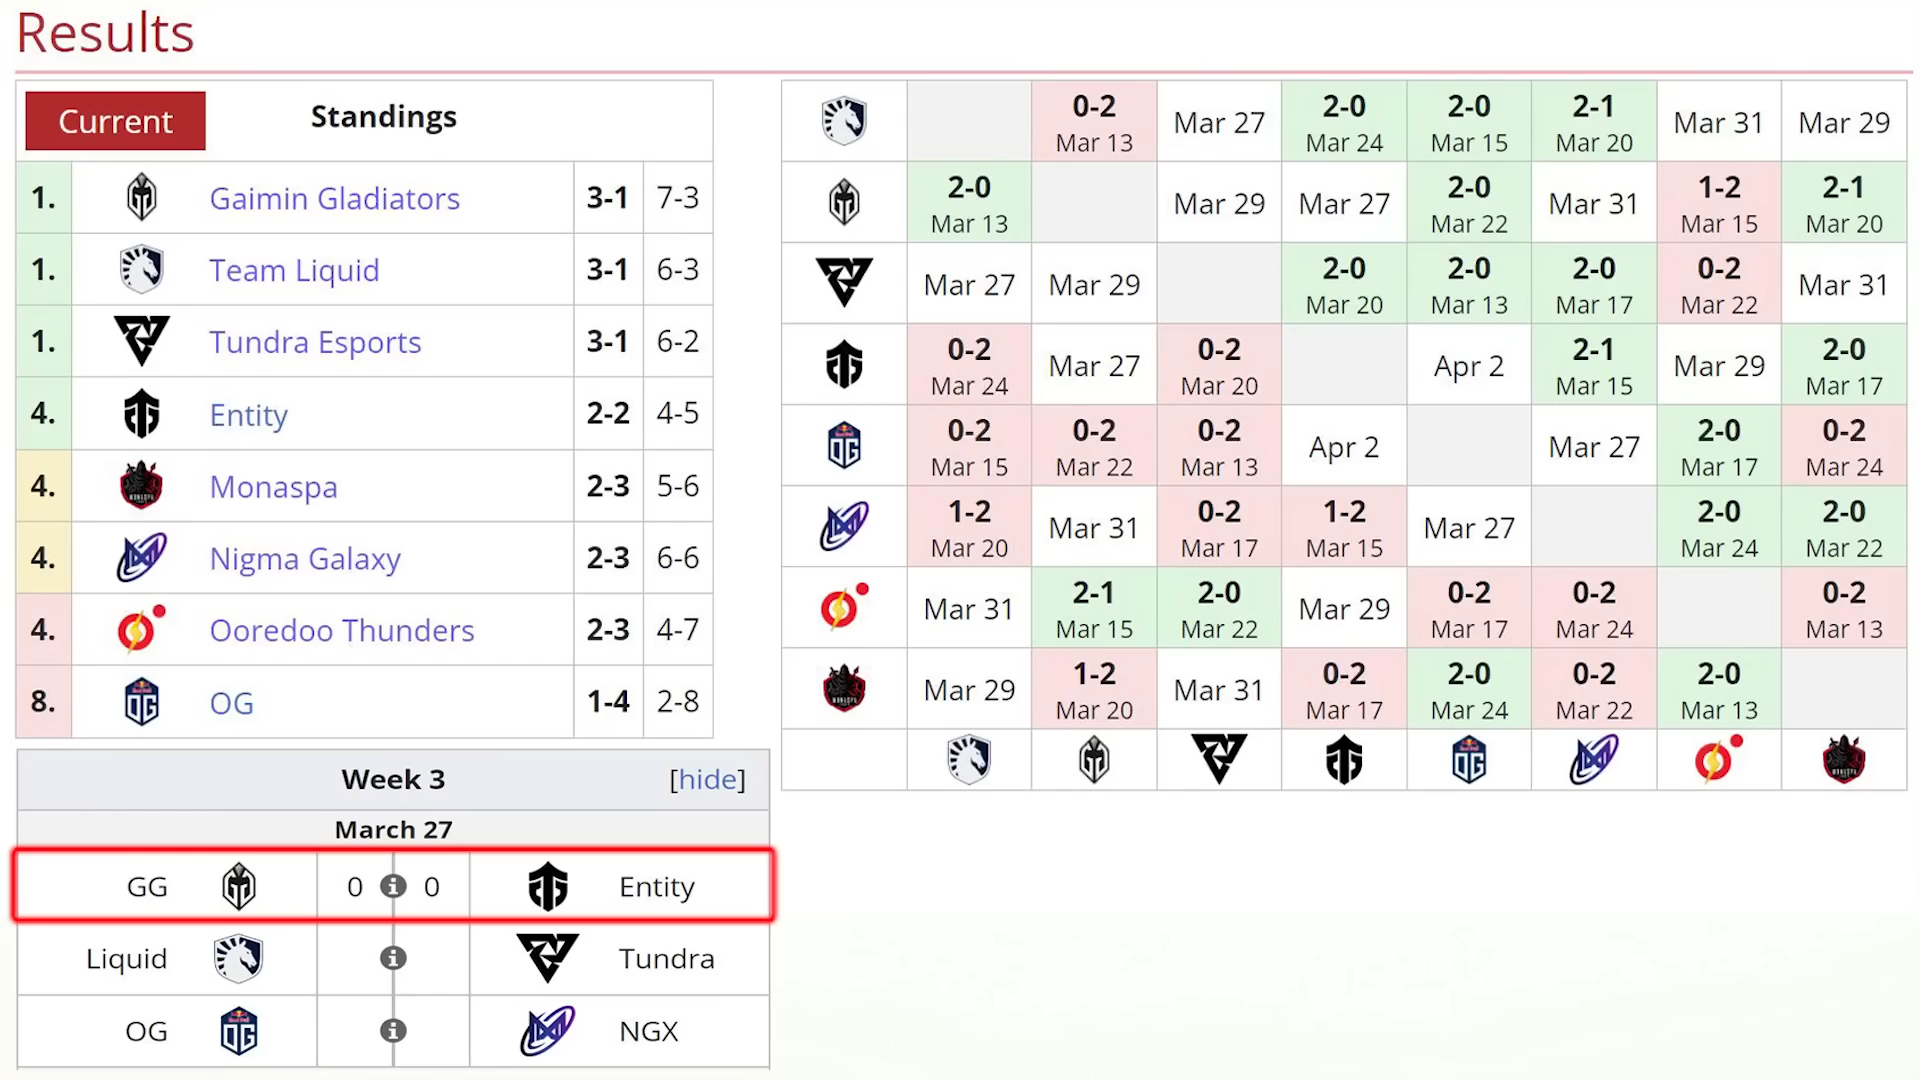 Results
Current Standings
1. Gaimin Gladiators 3-1 7-3
1. Team Liquid 3-1 6-3
1. Tundra Esports 3-1 6-2
4. Entity 2-2 4-5
4. Monaspa 2-3 5-6
4. Nigma Galaxy 2-3 6-6
4. Ooredoo Thunders 2-3 4-7
8. OG 1-4 2-8
Week 3 [hide]
March 27
GG 0 0 Entity
Liquid Tundra
OG NGX
0-2 Mar 27 2-0 2-0 2-1 Mar 31 Mar 29
Mar 13 Mar 24 Mar 15 Mar 20
2-0 Mar 29 Mar 27 2-0 Mar 31 1-2 2-1
Mar 13 Mar 22 Mar 15 Mar 20
Mar 27 Mar 29 2-0 2-0 2-0 0-2 Mar 31
Mar 20 Mar 13 Mar 17 Mar 22
0-2 Mar 27 0-2 Apr 2 2-1 Mar 29 2-0
Mar 24 Mar 20 Mar 15 Mar 17
0-2 0-2 0-2 Apr 2 Mar 27 2-0 0-2
Mar 15 Mar 22 Mar 13 Mar 17 Mar 24
1-2 Mar 31 0-2 1-2 Mar 27 2-0 2-0
Mar 20 Mar 17 Mar 15 Mar 24 Mar 22
Mar 31 2-1 2-0 Mar 29 0-2 0-2 0-2
Mar 15 Mar 22 Mar 17 Mar 24 Mar 13
Mar 29 1-2 Mar 31 0-2 2-0 0-2 2-0
Mar 20 Mar 17 Mar 24 Mar 22 Mar 13